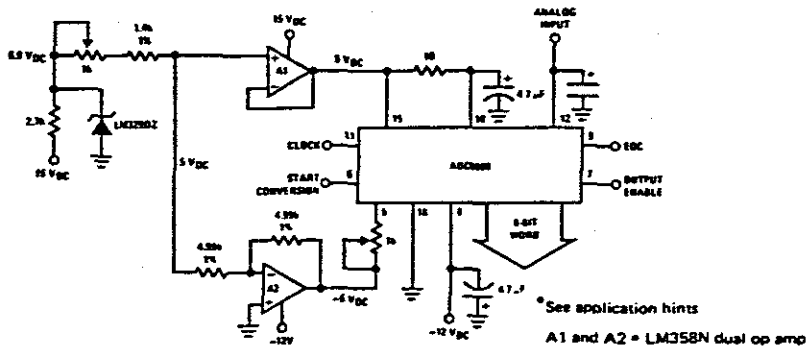 15 VDC
ANALOG
INPUT
1.4k
1%
6.9 VDC
1k
A1
5 VDC
10
4.7 µF
2.7k
LM329DZ
15 VDC
5 VDC
15
10
12
CLOCK
11
ADC0800
9
EOC
START
CONVERSION
6
7
OUTPUT
ENABLE
5
18
8
8-BIT
WORD
4.99k
1%
4.99k
1%
1k
A2
-5 VDC
-12V
-12 VDC
4.7 µF
*See application hints
A1 and A2 = LM358N dual op amp